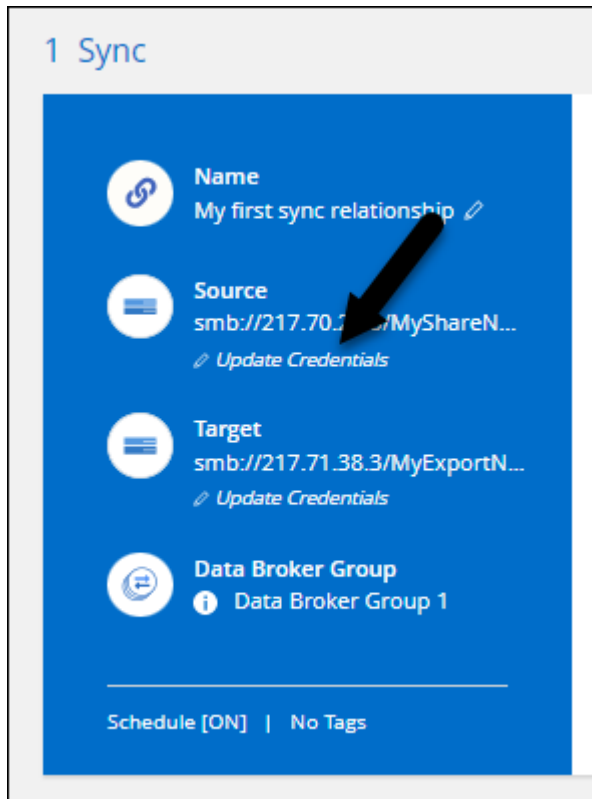 1 Sync
Name
My first sync relationship
Source
smb://217.70.2 /MyShareN...
Update Credentials
Target
smb://217.71.38.3/MyExportN...
Update Credentials
Data Broker Group
Data Broker Group 1
Schedule [ON] | No Tags